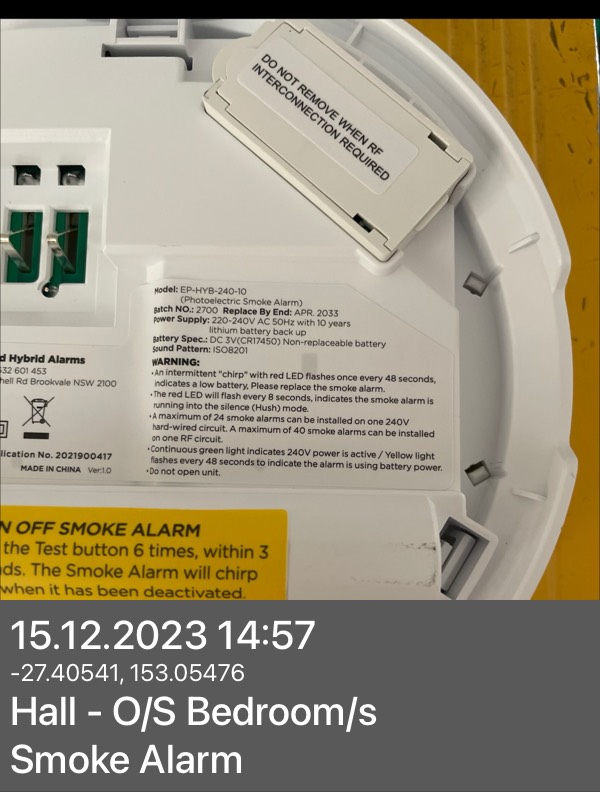 DO NOT REMOVE WHEN RF
INTERCONNECTION REQUIRED
Model: EP-HYB-240-10
(Photoelectric Smoke Alarm)
Batch NO.: 2700 Replace By End: APR. 2033
Power Supply: 220-240V AC 50Hz with 10 years
lithium battery back up
Battery Spec.: DC 3V(CR17450) Non-replaceable battery
Sound Pattern: ISO8201
WARNING:
•An intermittent "chirp" with red LED flashes once every 48 seconds,
indicates a low battery, Please replace the smoke alarm.
•The red LED will flash every 8 seconds, indicates the smoke alarm is
running into the silence (Hush) mode.
•A maximum of 24 smoke alarms can be installed on one 240V
hard-wired circuit. A maximum of 40 smoke alarms can be installed
on one RF circuit.
•Continuous green light indicates 240V power is active / Yellow light
flashes every 48 seconds to indicate the alarm is using battery power.
•Do not open unit.
d Hybrid Alarms
532 601 453
hell Rd Brookvale NSW 2100
lication No. 2021900417
MADE IN CHINA Ver:1.0
N OFF SMOKE ALARM
the Test button 6 times, within 3
ds. The Smoke Alarm will chirp
when it has been deactivated.
15.12.2023 14:57
-27.40541, 153.05476
Hall - O/S Bedroom/s
Smoke Alarm